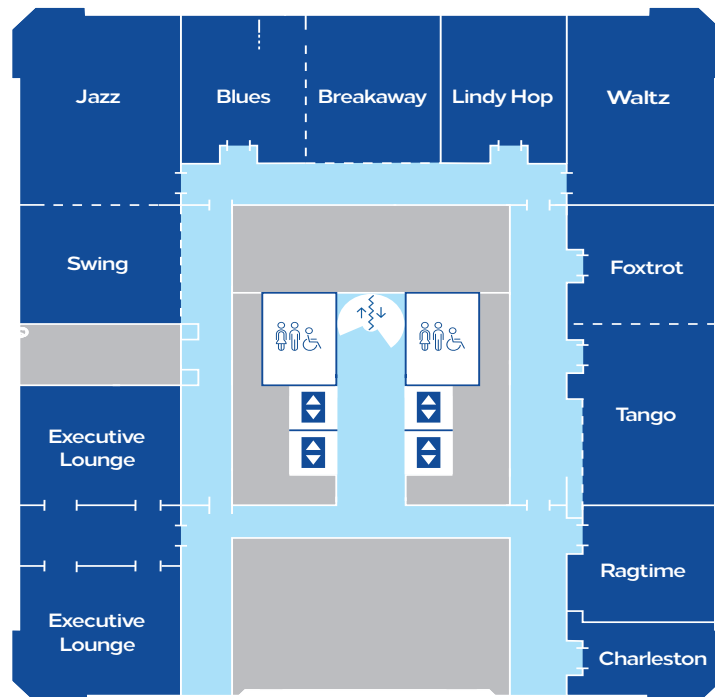 Jazz
Blues
Breakaway
Lindy Hop
Waltz
Swing
Foxtrot
Tango
Executive
Lounge
Ragtime
Executive
Lounge
Charleston